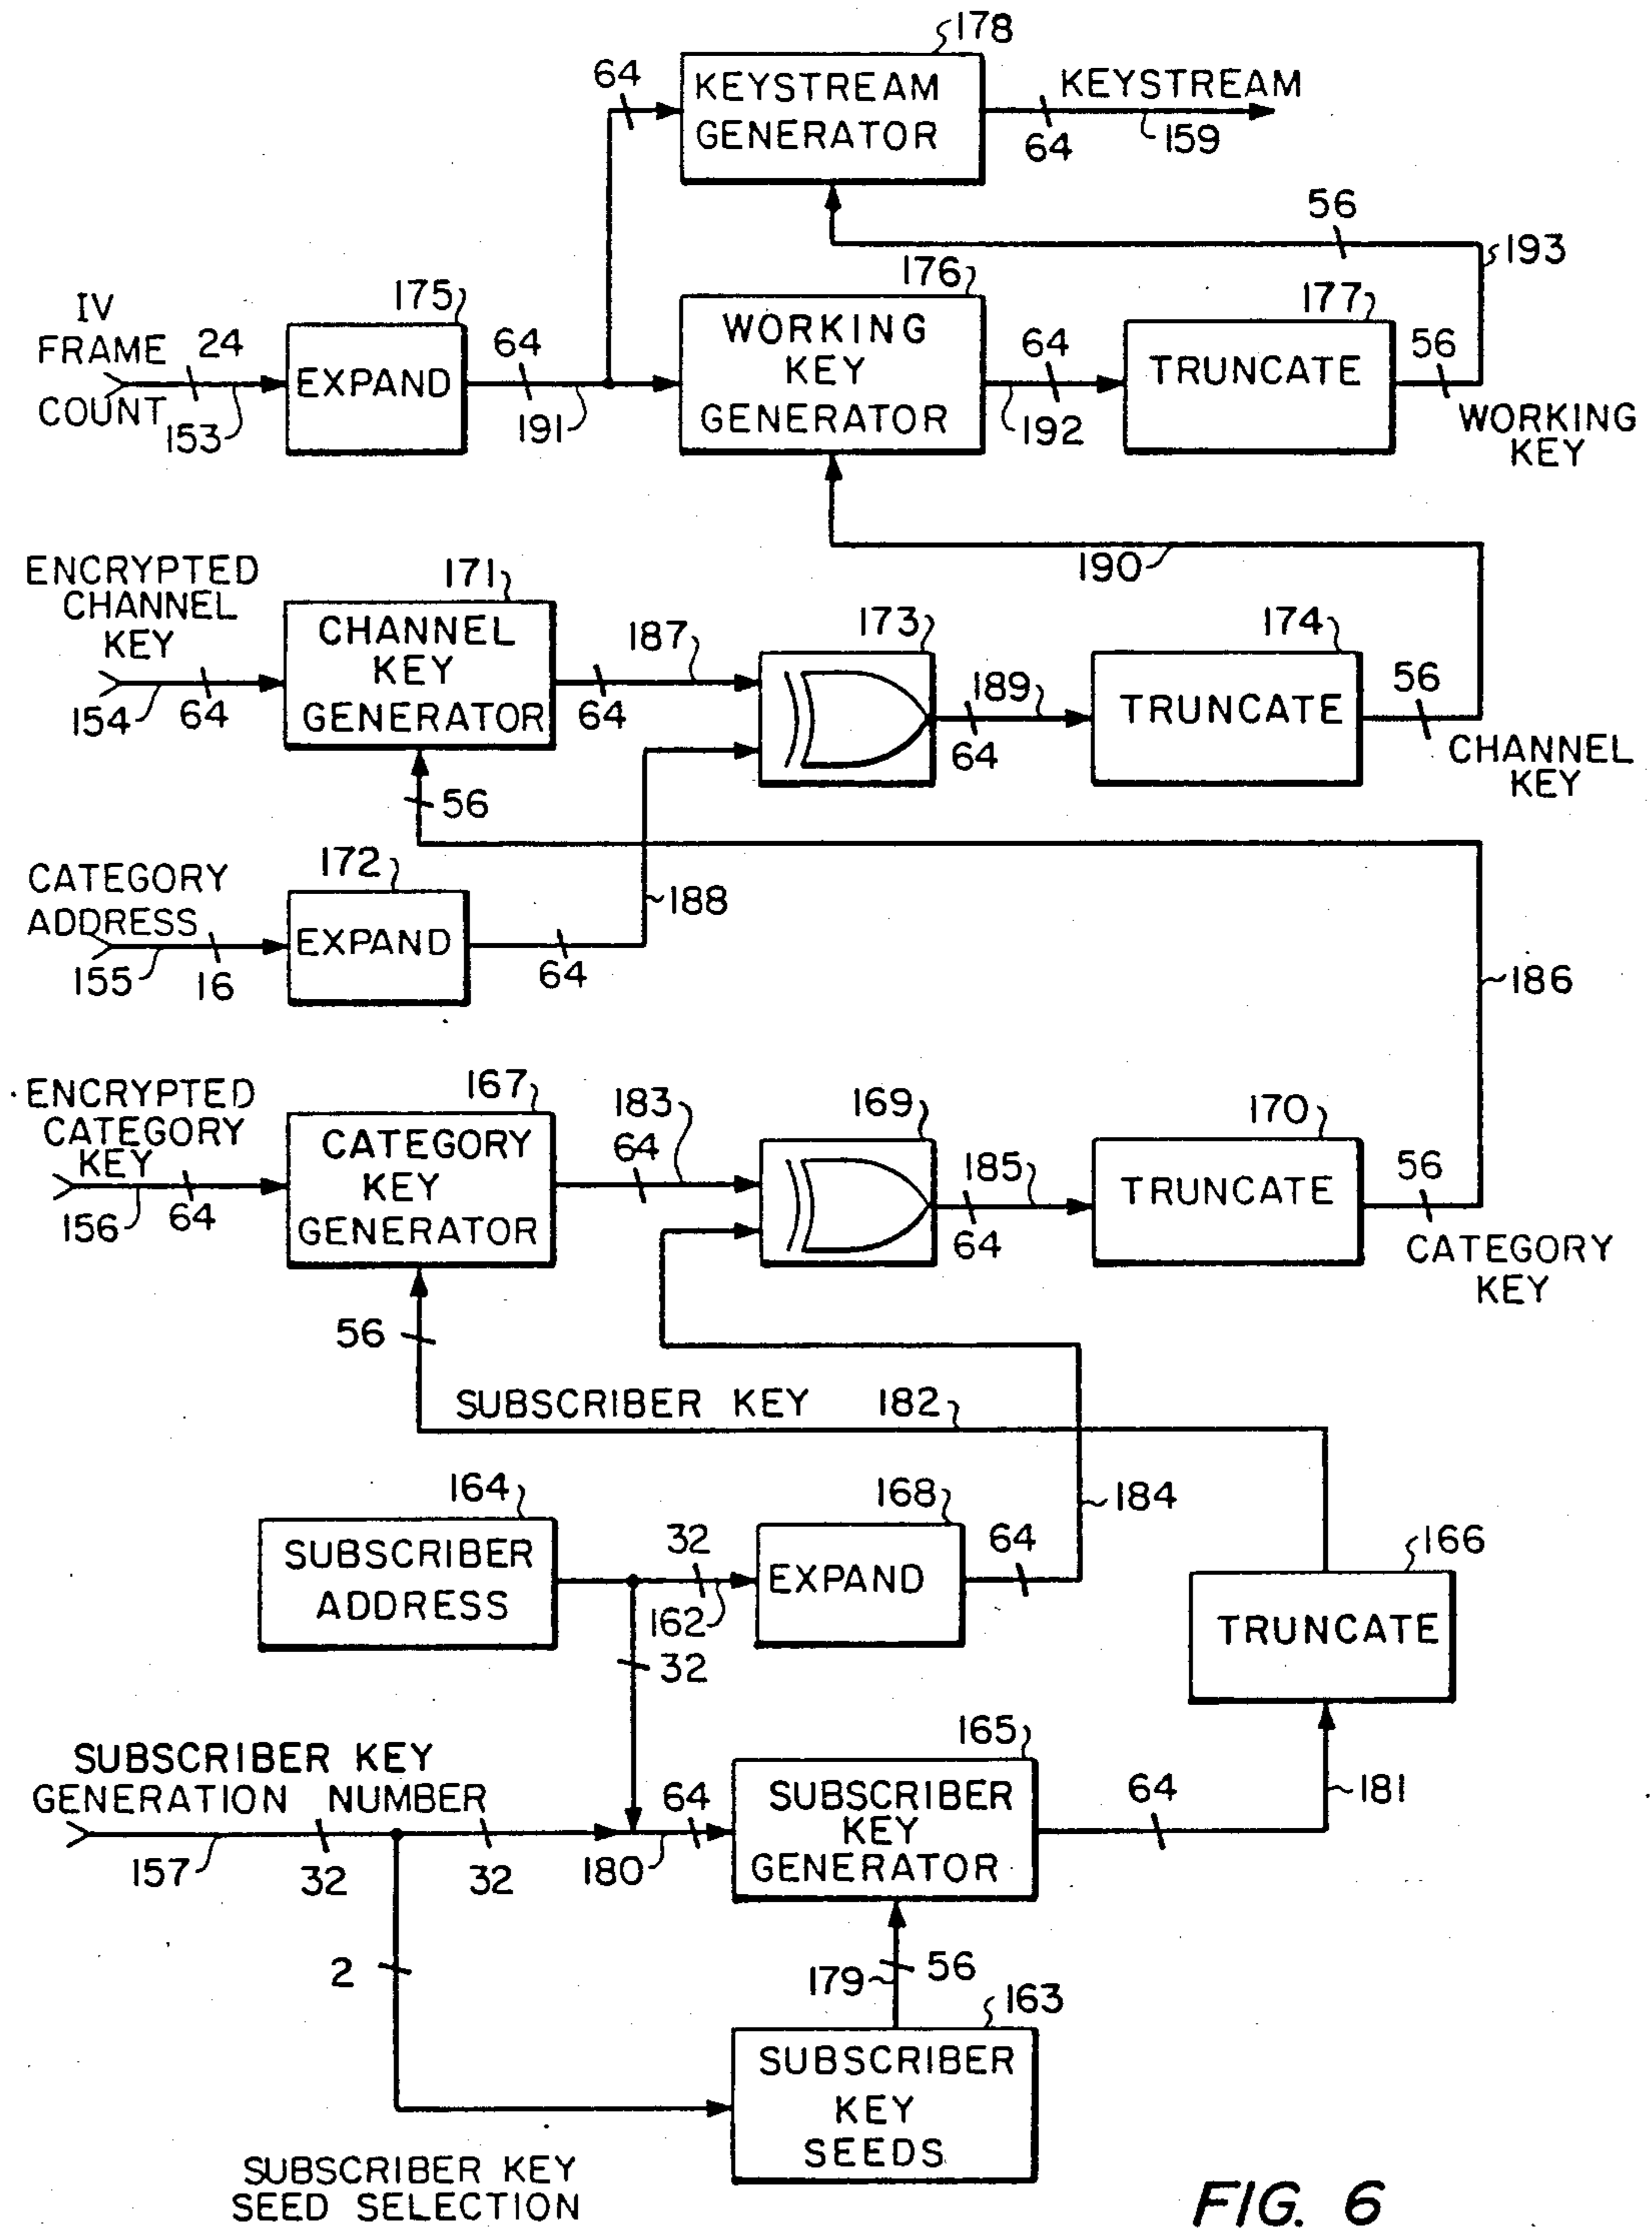 178
64
KEYSTREAM
GENERATOR
KEYSTREAM
64
159
56
193
IV
FRAME
COUNT
24
153
175
EXPAND
64
191
176
WORKING
KEY
GENERATOR
64
192
177
TRUNCATE
56
WORKING
KEY
190
ENCRYPTED
CHANNEL
KEY
154
64
171
CHANNEL
KEY
GENERATOR
187
64
173
189
64
174
TRUNCATE
56
CHANNEL
KEY
56
CATEGORY
ADDRESS
155
16
172
EXPAND
64
188
186
ENCRYPTED
CATEGORY
KEY
156
64
167
CATEGORY
KEY
GENERATOR
183
64
169
185
64
170
TRUNCATE
56
CATEGORY
KEY
56
SUBSCRIBER KEY
182
164
SUBSCRIBER
ADDRESS
32
162
168
EXPAND
64
184
166
TRUNCATE
32
SUBSCRIBER KEY
GENERATION NUMBER
157
32
32
180
64
165
SUBSCRIBER
KEY
GENERATOR
64
181
2
179
56
163
SUBSCRIBER
KEY
SEEDS
SUBSCRIBER KEY
SEED SELECTION
FIG. 6